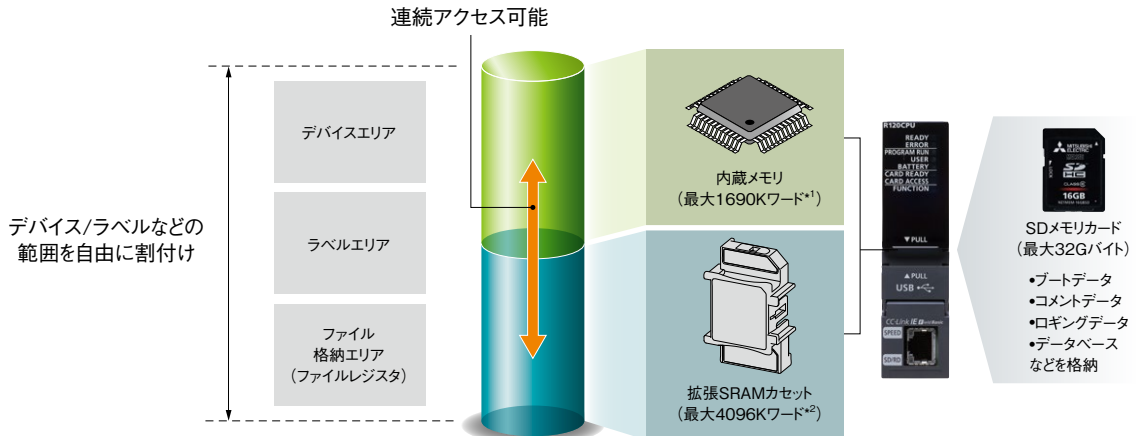 連続アクセス可能
デバイス/ラベルなどの
範囲を自由に割付け
デバイスエリア
ラベルエリア
ファイル
格納エリア
(ファイルレジスタ)
内蔵メモリ
(最大1690Kワード*1)
拡張SRAMカセット
(最大4096Kワード*2)
R120CPU
READY
ERROR
PROGRAM RUN
USER
BATTERY
CARD READY
CARD ACCESS
FUNCTION
▼PULL
▲PULL
USB
CC-Link IE
SPEED
SD/RD
MITSUBISHI
ELECTRIC
SD
HC
16GB
SDメモリカード
(最大32Gバイト)
•ブートデータ
•コメントデータ
•ロギングデータ
•データベース
などを格納